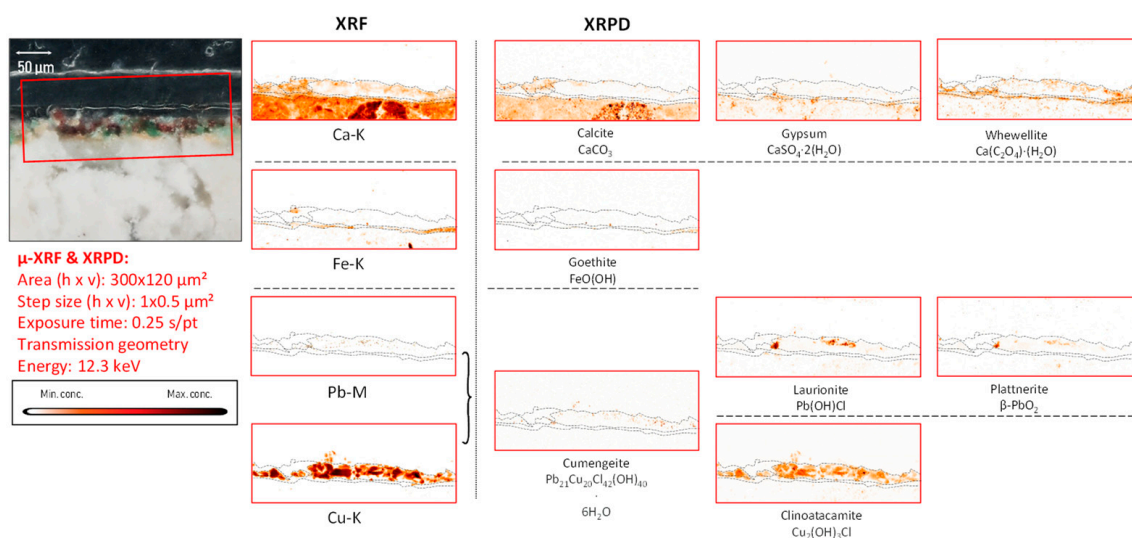 XRF
XRPD
50 µm
Ca-K
Calcite
CaCO₃
Gypsum
CaSO₄·2(H₂O)
Whewellite
Ca(C₂O₄)·(H₂O)
µ-XRF & XRPD:
Area (h x v): 300x120 µm²
Step size (h x v): 1x0.5 µm²
Exposure time: 0.25 s/pt
Transmission geometry
Energy: 12.3 keV
Min. conc.
Max. conc.
Fe-K
Goethite
FeO(OH)
Pb-M
Laurionite
Pb(OH)Cl
Plattnerite
β-PbO₂
Cu-K
Cumengeite
Pb₂₁Cu₂₀Cl₄₂(OH)₄₀
·
6H₂O
Clinoatacamite
Cu₂(OH)₃Cl